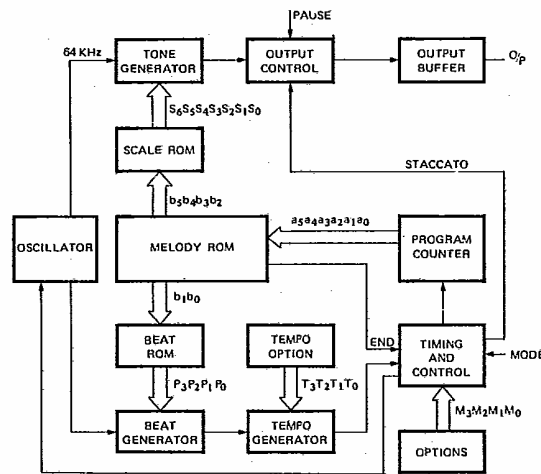 PAUSE
64 KHz
TONE
GENERATOR
OUTPUT
CONTROL
OUTPUT
BUFFER
O/P
S6S5S4S3S2S1S0
SCALE ROM
STACCATO
b5b4b3b2
a5a4a3a2a1a0
OSCILLATOR
MELODY ROM
PROGRAM
COUNTER
b1b0
END
BEAT
ROM
TEMPO
OPTION
TIMING
AND
CONTROL
MODE
P3P2P1P0
T3T2T1T0
M3M2M1M0
BEAT
GENERATOR
TEMPO
GENERATOR
OPTIONS